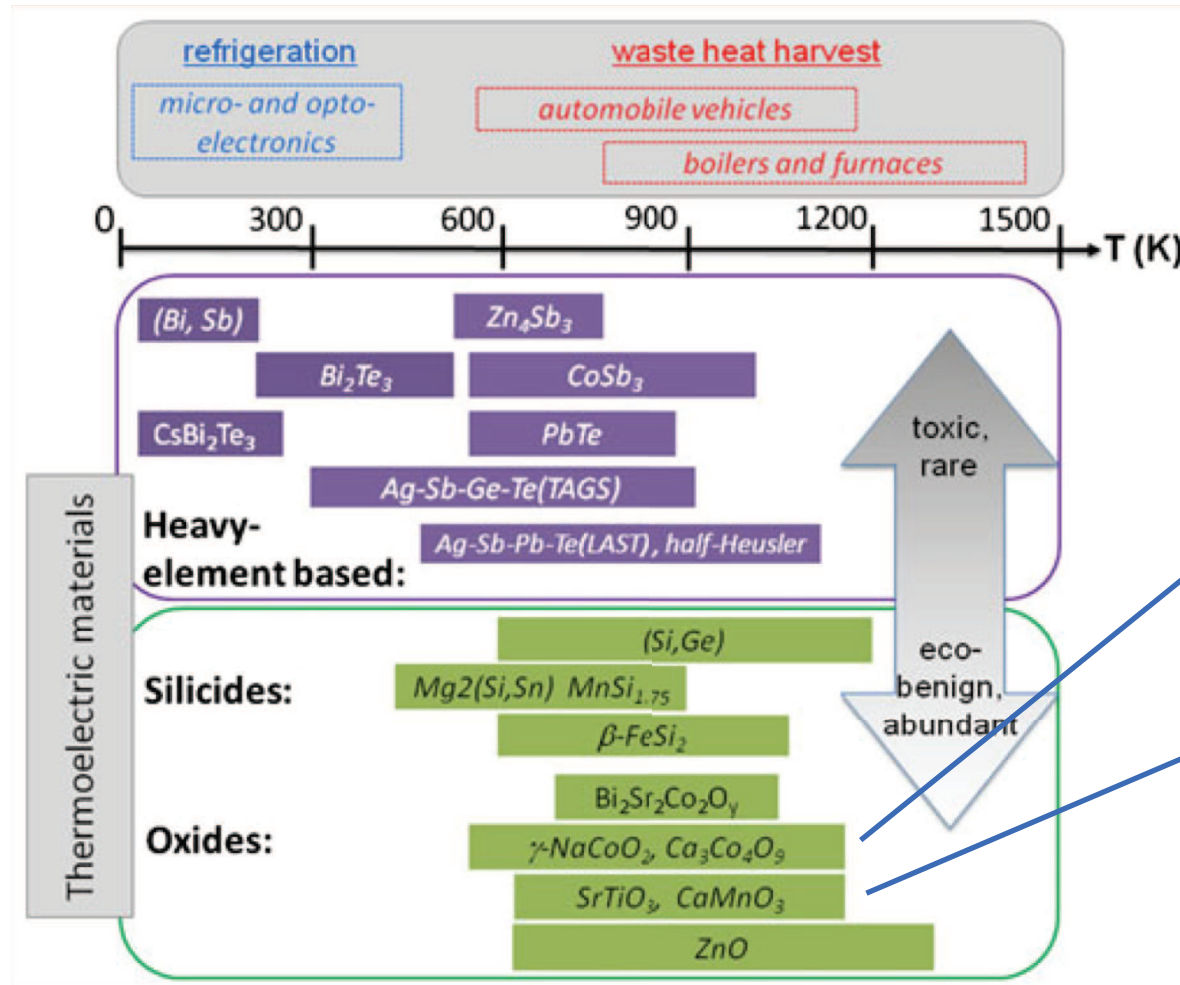 refrigeration
waste heat harvest
micro- and opto-
electronics
automobile vehicles
boilers and furnaces
0 300 600 900 1200 1500
T (K)
(Bi, Sb)
Zn₄Sb₃
Bi₂Te₃
CoSb₃
CsBi₂Te₃
PbTe
toxic,
rare
Ag-Sb-Ge-Te(TAGS)
Heavy-
element based:
Ag-Sb-Pb-Te(LAST), half-Heusler
Thermoelectric materials
(Si,Ge)
eco-
benign,
abundant
Silicides:
Mg2(Si,Sn) MnSi₁.₇₅
β-FeSi₂
Oxides:
Bi₂Sr₂Co₂Oᵧ
γ-NaCoO₂, Ca₃Co₄O₉
SrTiO₃, CaMnO₃
ZnO